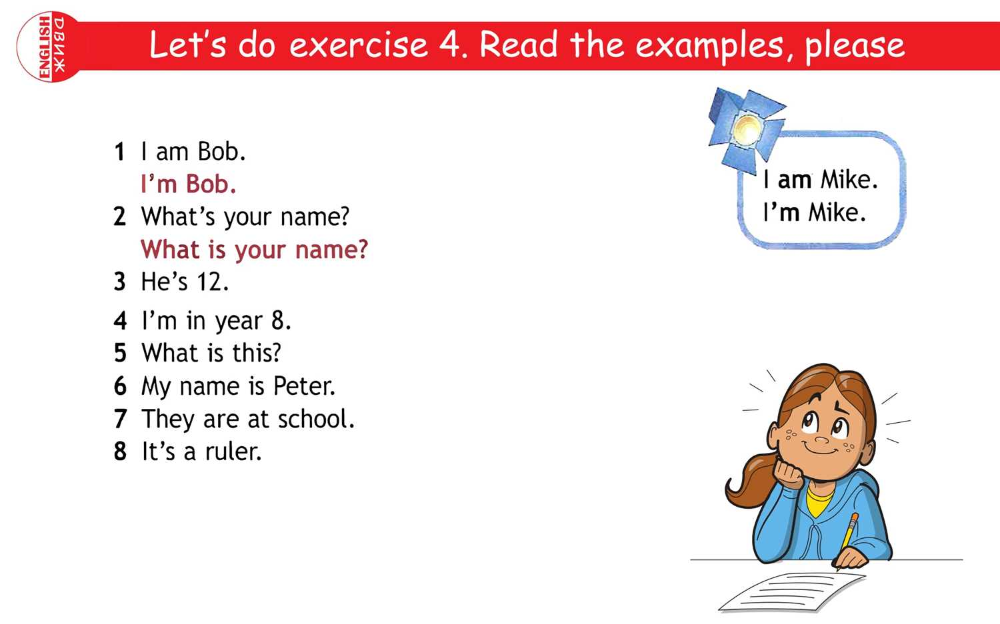 ENGLISH
ДВИЖ
Let's do exercise 4. Read the examples, please
1 I am Bob.
I'm Bob.
2 What's your name?
What is your name?
3 He's 12.
4 I'm in year 8.
5 What is this?
6 My name is Peter.
7 They are at school.
8 It's a ruler.
I am Mike.
I'm Mike.